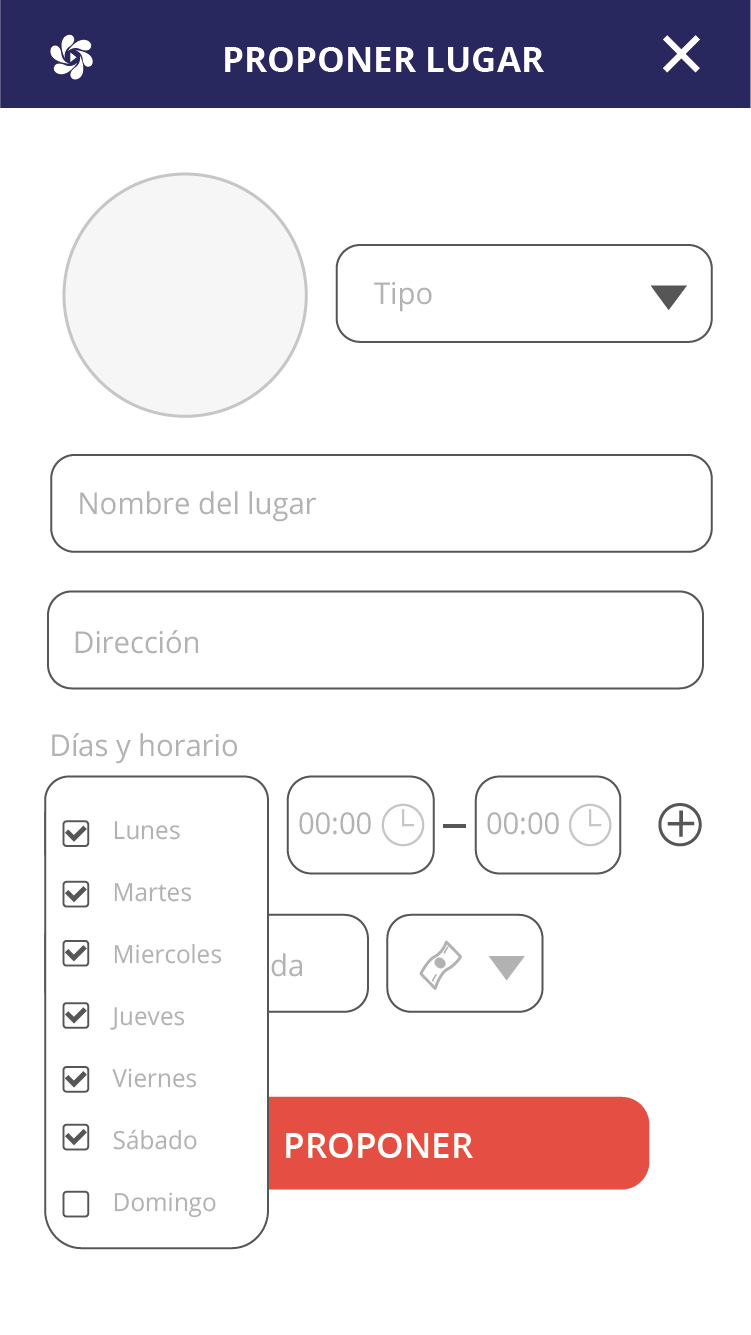 PROPONER LUGAR
Tipo
Nombre del lugar
Dirección
Días y horario
00:00 – 00:00
Lunes
Martes
Miercoles
da
Jueves
Viernes
Sábado
PROPONER
Domingo